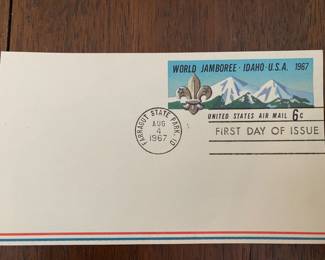 WORLD JAMBOREE · IDAHO · U.S.A. 1967
UNITED STATES AIR MAIL 6c
FIRST DAY OF ISSUE
FARRAGUT STATE PARK, ID
AUG
4
1967